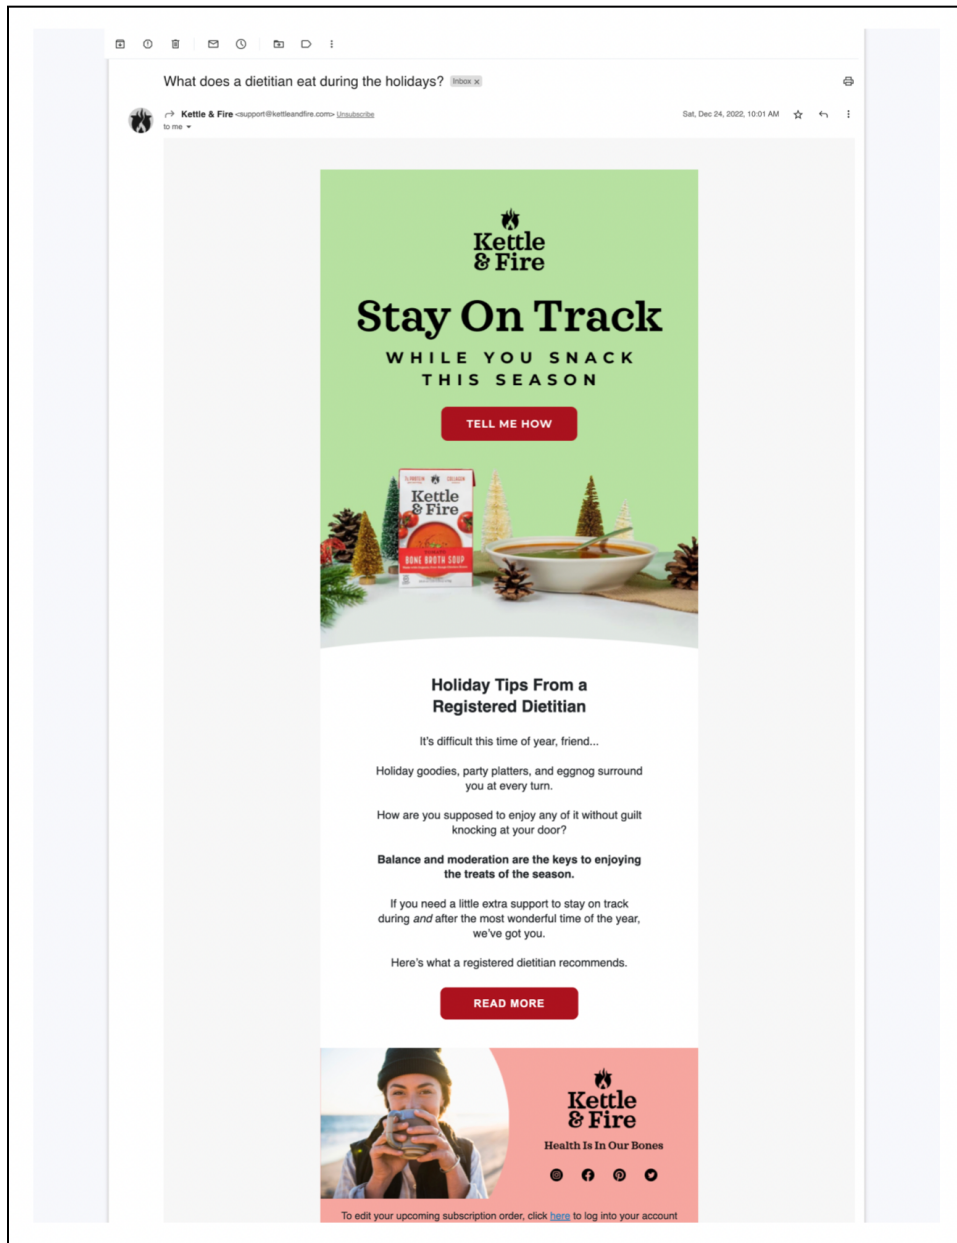 What does a dietitian eat during the holidays? Inbox x
Kettle & Fire <support@kettleandfire.com> Unsubscribe
Sat, Dec 24, 2022, 10:01 AM
to me
Kettle
& Fire
Stay On Track
WHILE YOU SNACK
THIS SEASON
TELL ME HOW
COLLAGEN
Kettle
& Fire
BONE BROTH SOUP
Holiday Tips From a
Registered Dietitian
It's difficult this time of year, friend...
Holiday goodies, party platters, and eggnog surround
you at every turn.
How are you supposed to enjoy any of it without guilt
knocking at your door?
Balance and moderation are the keys to enjoying
the treats of the season.
If you need a little extra support to stay on track
during and after the most wonderful time of the year,
we've got you.
Here's what a registered dietitian recommends.
READ MORE
Kettle
& Fire
Health Is In Our Bones
To edit your upcoming subscription order, click here to log into your account